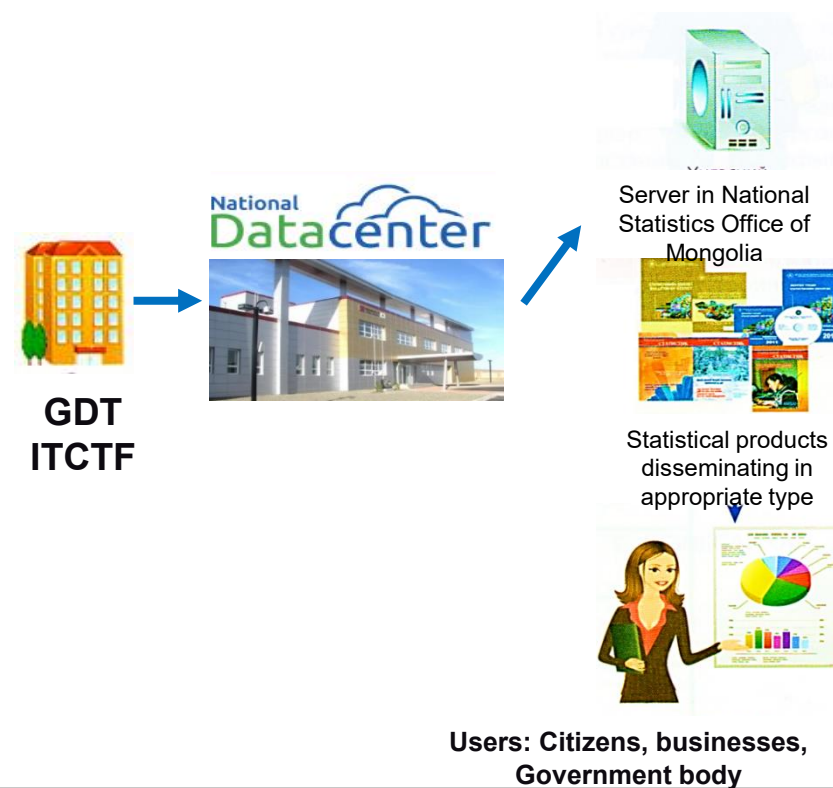 National
Datacenter
GDT
ITCTF
Server in National
Statistics Office of
Mongolia
Statistical products
disseminating in
appropriate type
Users: Citizens, businesses,
Government body